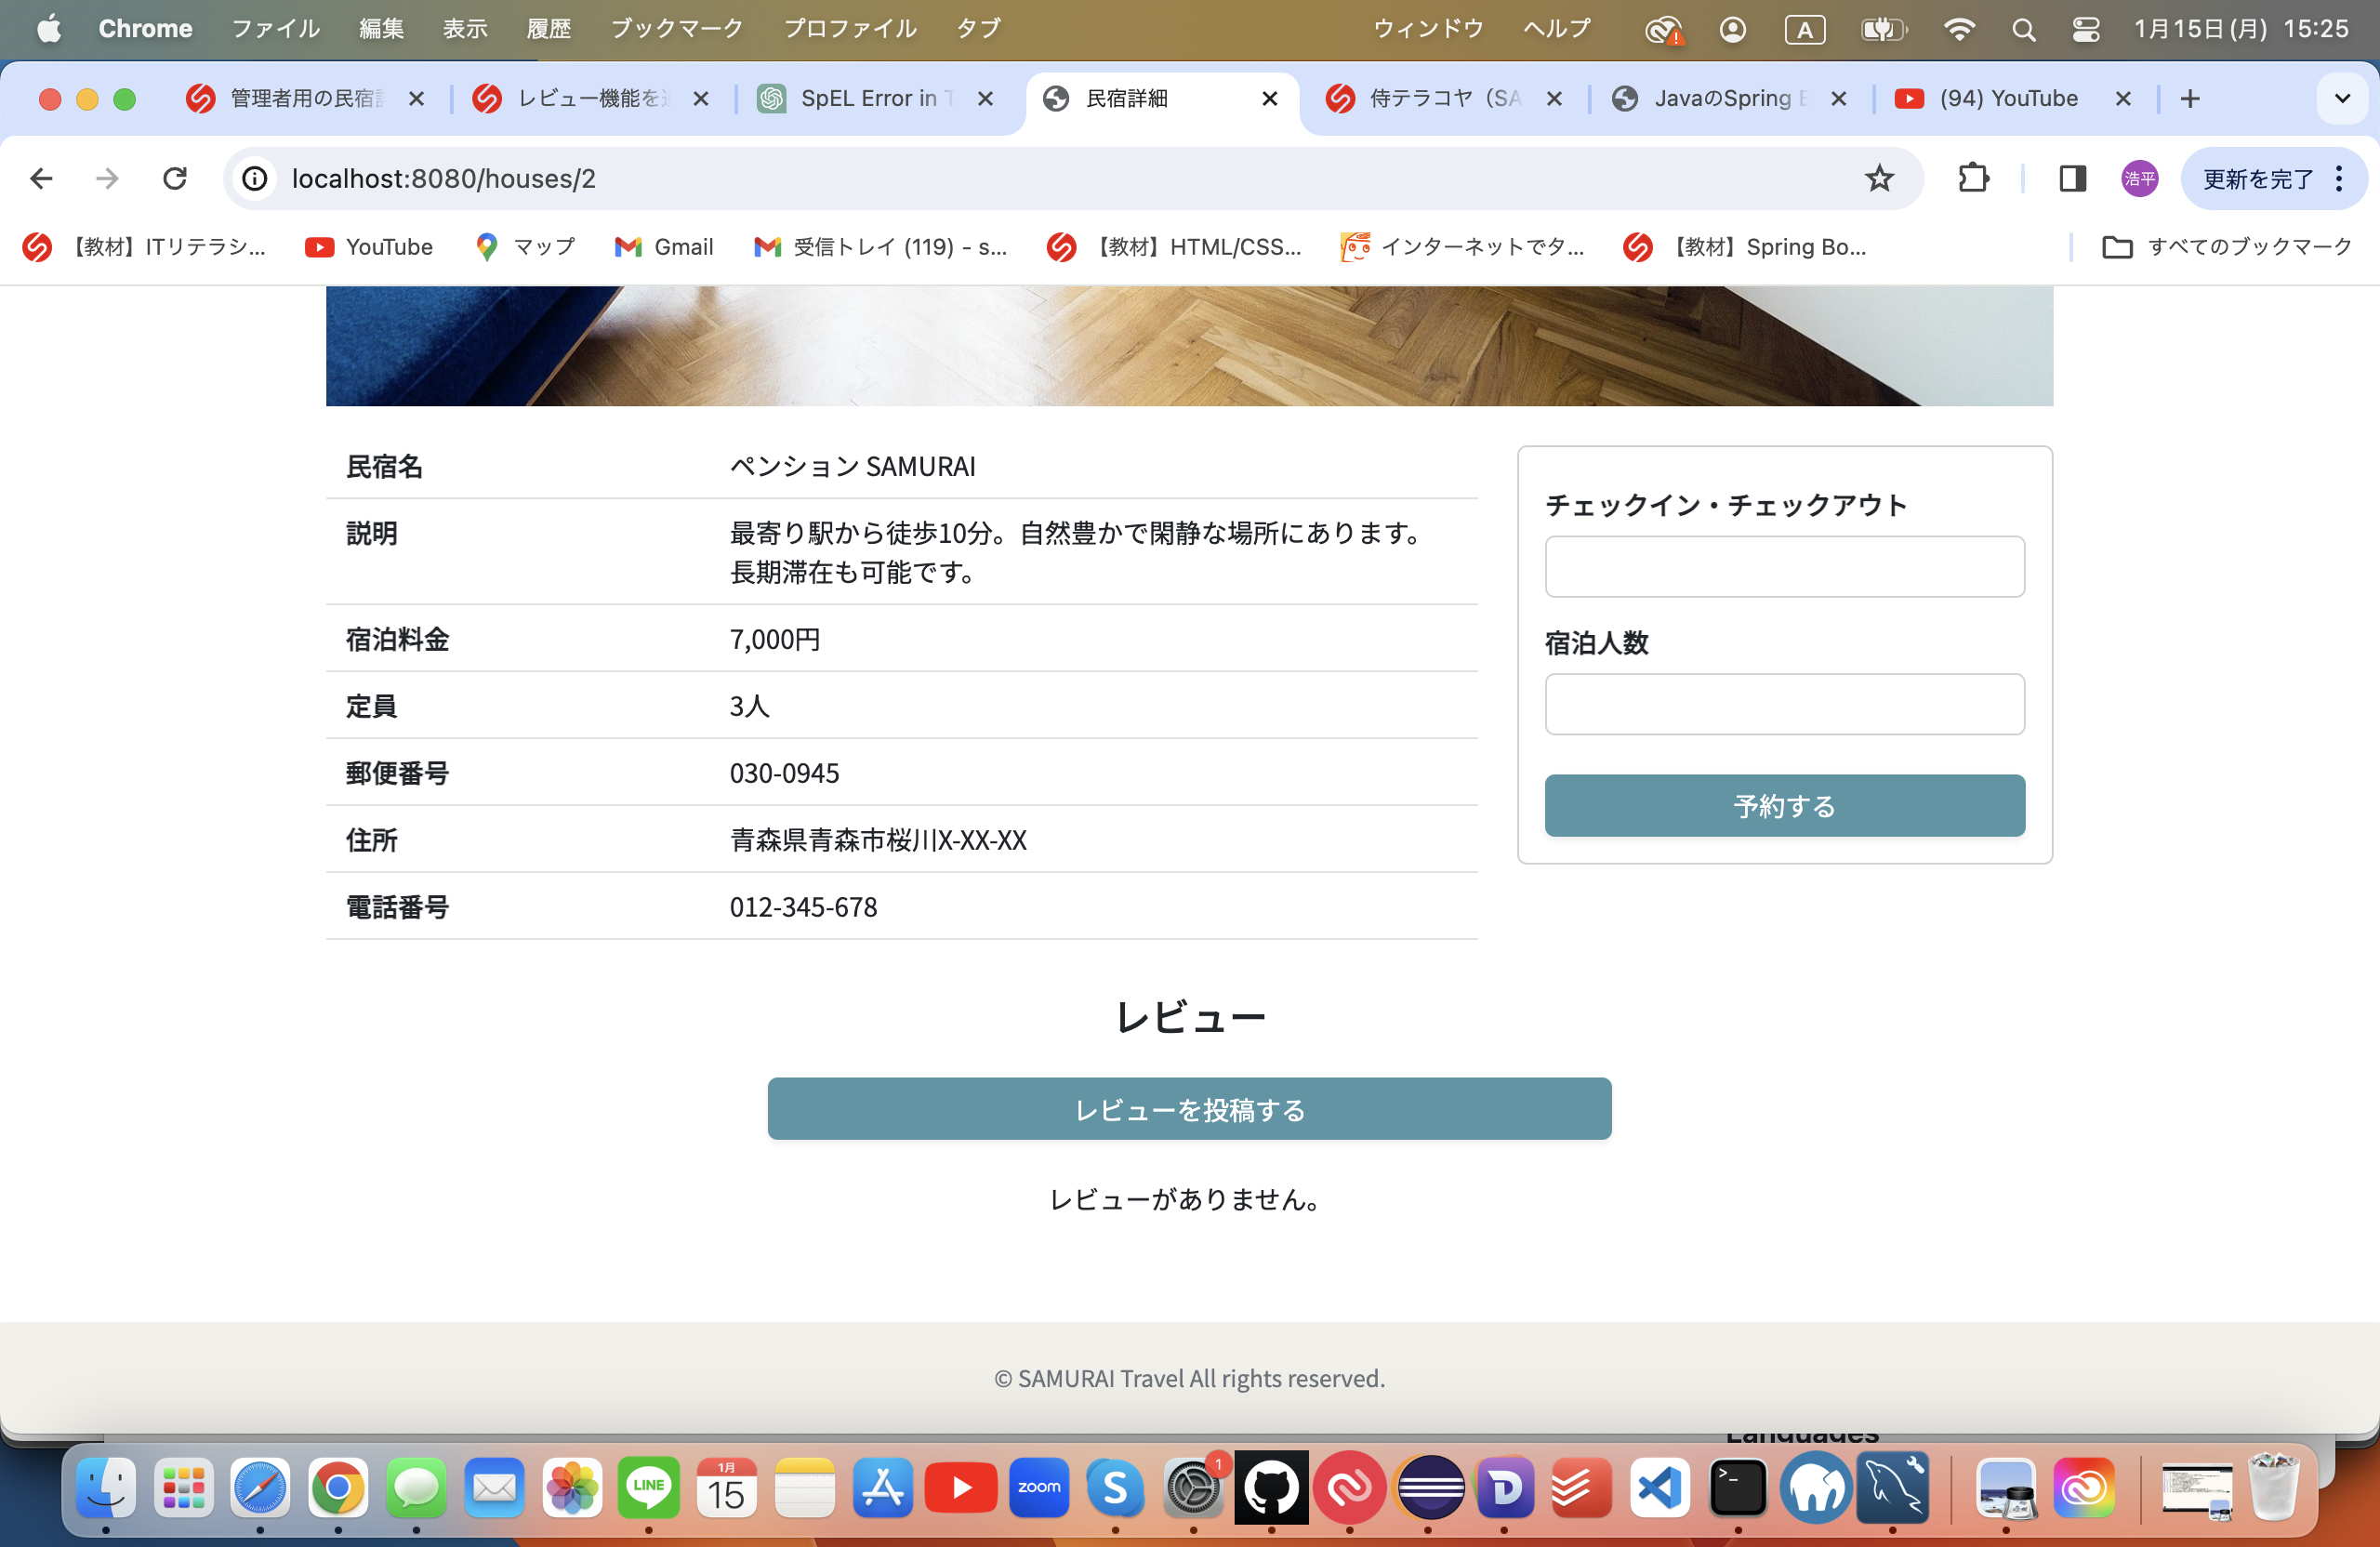 Chrome ファイル 編集 表示 履歴 ブックマーク プロファイル タブ ウィンドウ ヘルプ A 1月15日(月) 15:25
管理者用の民宿 レビュー機能を SpEL Error in 民宿詳細 侍テラコヤ（SA JavaのSpring (94) YouTube
localhost:8080/houses/2 浩平 更新を完了
【教材】ITリテラシ... YouTube マップ Gmail 受信トレイ (119) - s... 【教材】HTML/CSS... インターネットでタ... 【教材】Spring Bo... すべてのブックマーク
民宿名 ペンション SAMURAI
説明 最寄り駅から徒歩10分。自然豊かで閑静な場所にあります。
長期滞在も可能です。
宿泊料金 7,000円
定員 3人
郵便番号 030-0945
住所 青森県青森市桜川X-XX-XX
電話番号 012-345-678
チェックイン・チェックアウト
宿泊人数
予約する
レビュー
レビューを投稿する
レビューがありません。
© SAMURAI Travel All rights reserved.
Languages
LINE 1月 15 zoom 1